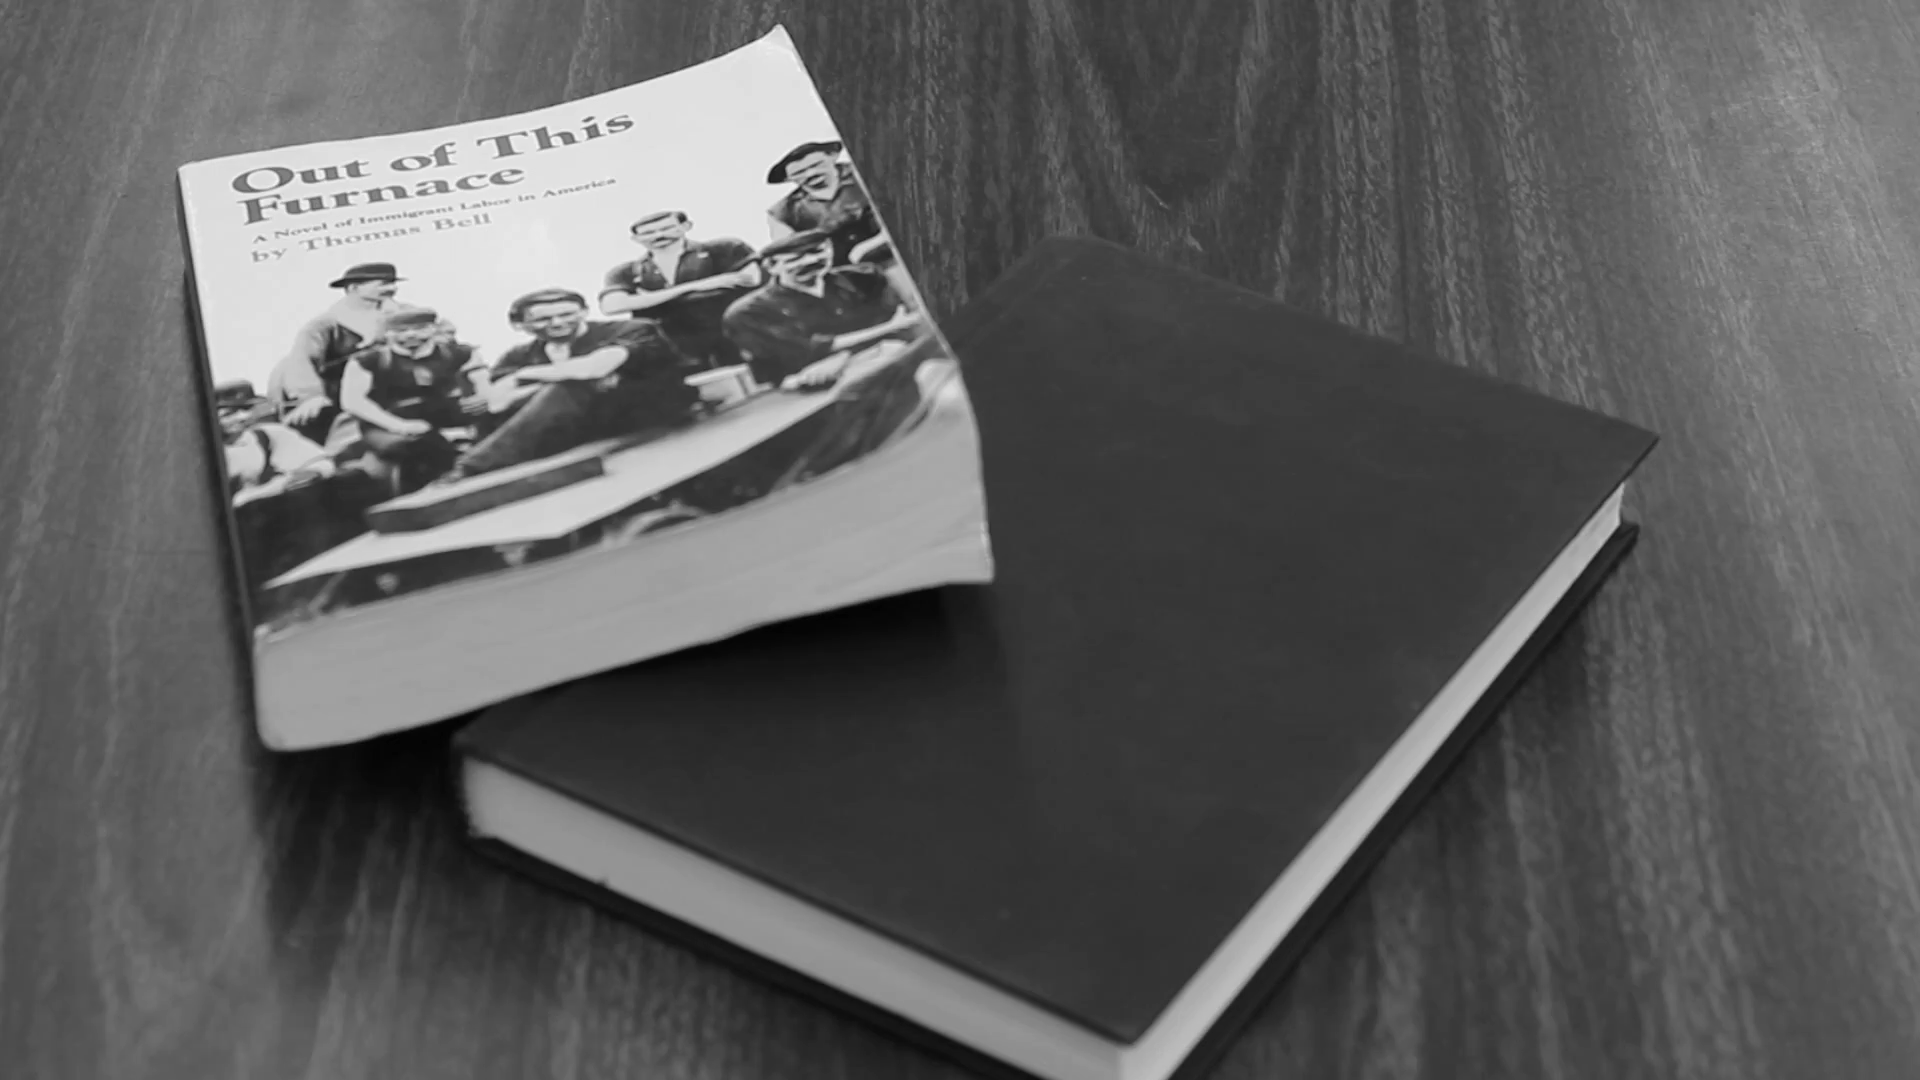 Out of This
Furnace
A Novel of Immigrant Labor in America
by Thomas Bell